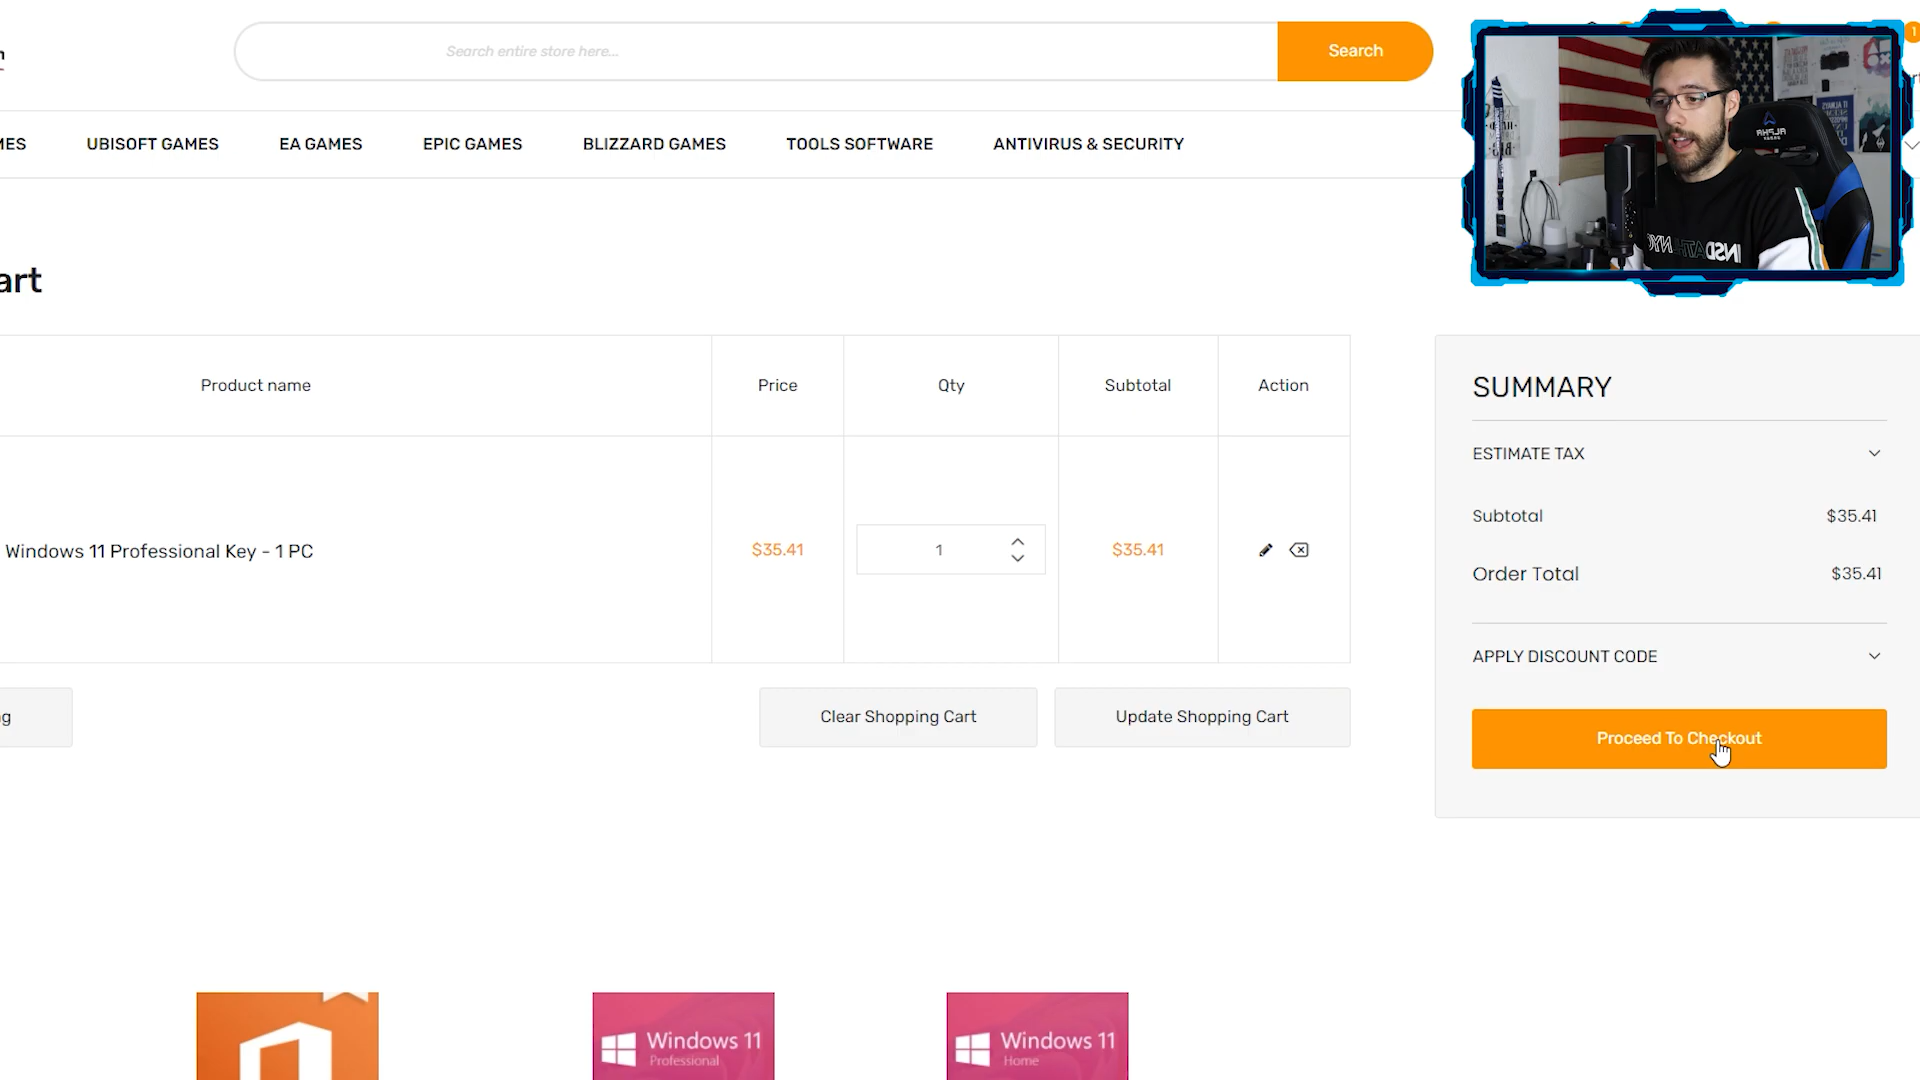 Search entire store here...
Search
1
UBISOFT GAMES
EA GAMES
EPIC GAMES
BLIZZARD GAMES
TOOLS SOFTWARE
ANTIVIRUS & SECURITY
art
Product name
Price
Qty
Subtotal
Action
Windows 11 Professional Key - 1 PC
$35.41
1
$35.41
Clear Shopping Cart
Update Shopping Cart
SUMMARY
ESTIMATE TAX
Subtotal
$35.41
Order Total
$35.41
APPLY DISCOUNT CODE
Proceed To Checkout
Windows 11
Professional
Windows 11
Home